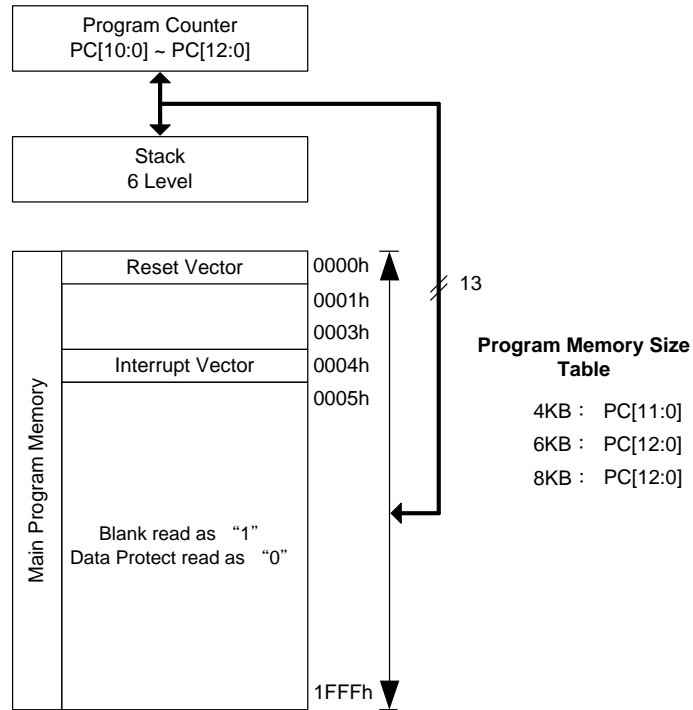 Program Counter
PC[10:0] ~ PC[12:0]
Stack
6 Level
Main Program Memory
Reset Vector
0000h
0001h
0003h
Interrupt Vector
0004h
0005h
Blank read as “1”
Data Protect read as “0”
1FFFh
13
Program Memory Size
Table
4KB： PC[11:0]
6KB： PC[12:0]
8KB： PC[12:0]